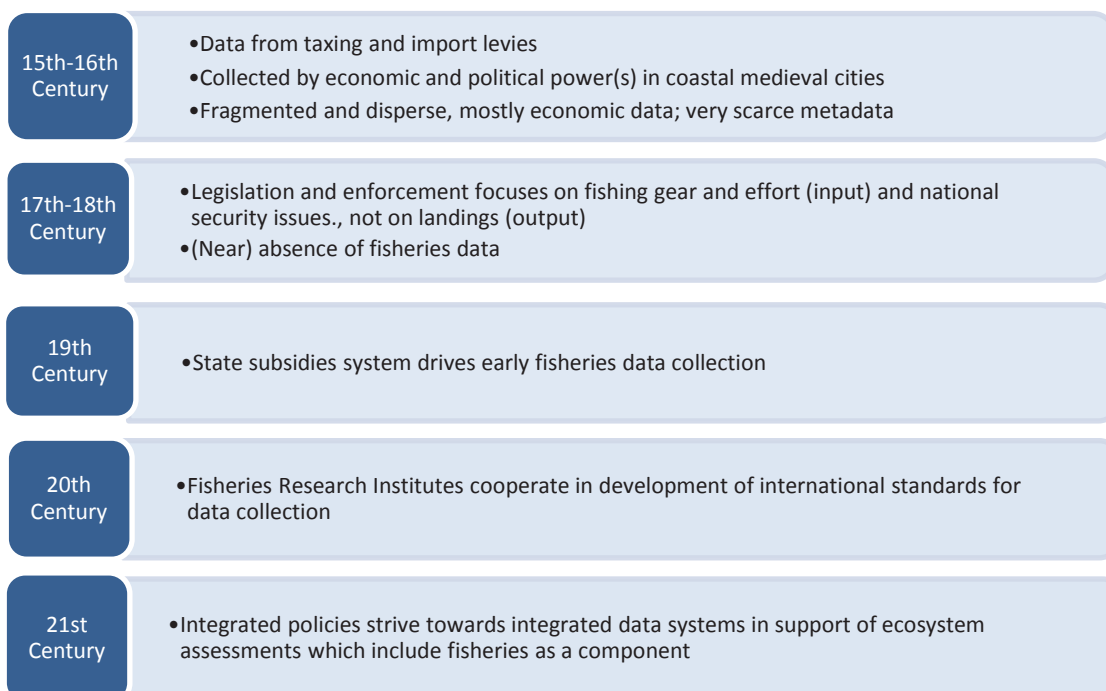 15th-16th
Century
•Data from taxing and import levies
•Collected by economic and political power(s) in coastal medieval cities
•Fragmented and disperse, mostly economic data; very scarce metadata
17th-18th
Century
•Legislation and enforcement focuses on fishing gear and effort (input) and national
security issues., not on landings (output)
•(Near) absence of fisheries data
19th
Century
•State subsidies system drives early fisheries data collection
20th
Century
•Fisheries Research Institutes cooperate in development of international standards for
data collection
21st
Century
•Integrated policies strive towards integrated data systems in support of ecosystem
assessments which include fisheries as a component